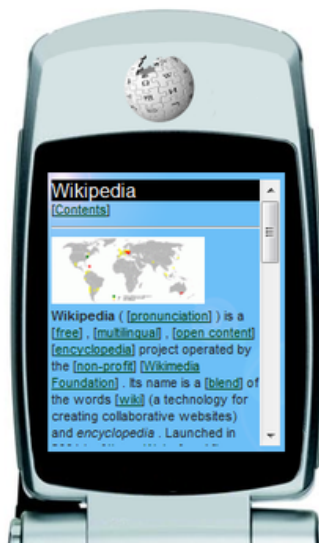 Wikipedia
[Contents]
Wikipedia ( [pronunciation] ) is a
[free] , [multilingual] , [open content]
[encyclopedia] project operated by
the [non-profit] [Wikimedia
Foundation] . Its name is a [blend] of
the words [wiki] (a technology for
creating collaborative websites)
and encyclopedia . Launched in